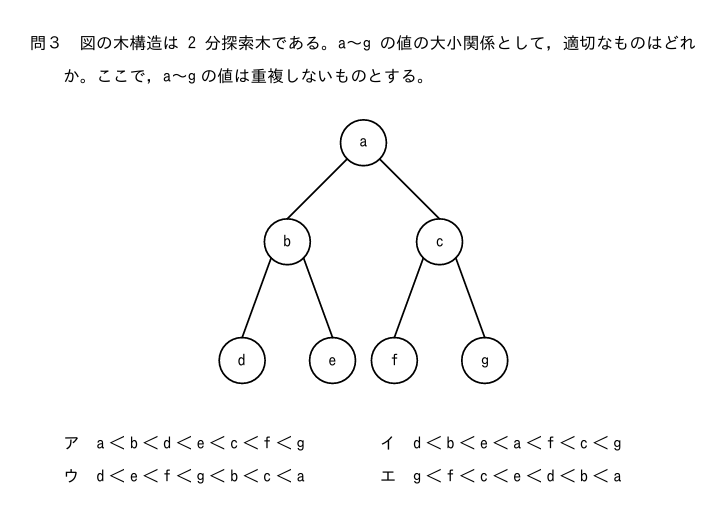 問3 図の木構造は 2 分探索木である。a～g の値の大小関係として，適切なものはどれ
か。ここで，a～g の値は重複しないものとする。
a
b c
d e f g
ア a＜b＜d＜e＜c＜f＜g イ d＜b＜e＜a＜f＜c＜g
ウ d＜e＜f＜g＜b＜c＜a エ g＜f＜c＜e＜d＜b＜a